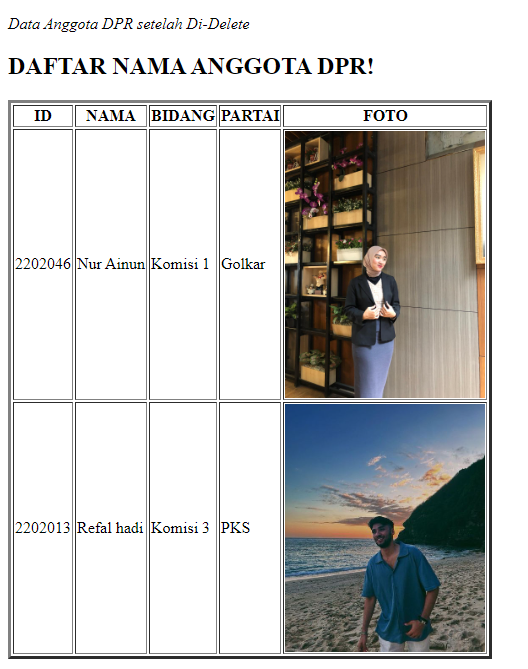 Data Anggota DPR setelah Di-Delete
DAFTAR NAMA ANGGOTA DPR!
ID NAMA BIDANG PARTAI FOTO
2202046 Nur Ainun Komisi 1 Golkar
2202013 Refal hadi Komisi 3 PKS